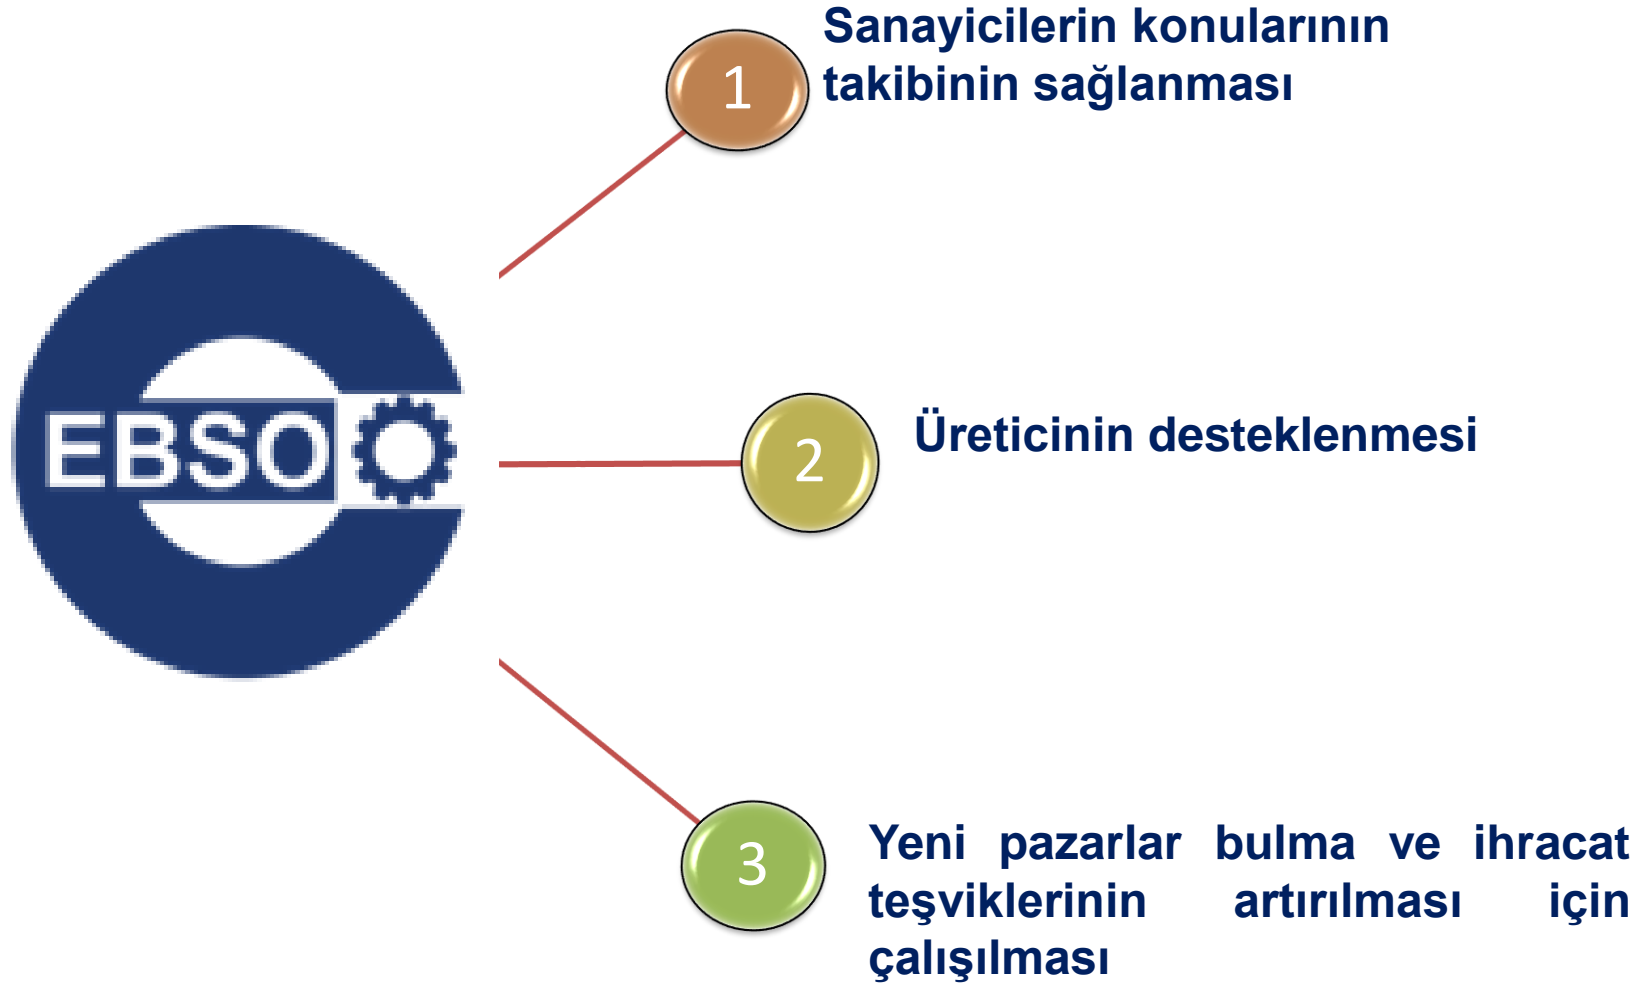 1
Sanayicilerin konularının
takibinin sağlanması
EBSO
2
Üreticinin desteklenmesi
3
Yeni pazarlar bulma ve ihracat
teşviklerinin artırılması için
çalışılması